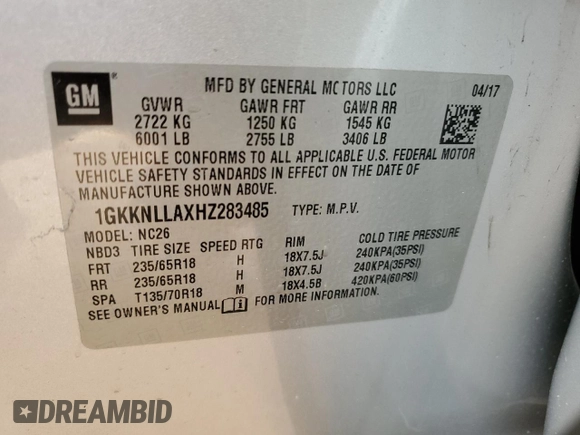 GM
MFD BY GENERAL MOTORS LLC 04/17
GVWR GAWR FRT GAWR RR
2722 KG 1250 KG 1545 KG
6001 LB 2755 LB 3406 LB
THIS VEHICLE CONFORMS TO ALL APPLICABLE U.S. FEDERAL MOTOR
VEHICLE SAFETY STANDARDS IN EFFECT ON THE DATE OF
MANUFACTURE SHOWN ABOVE.
1GKKNLLAXHZ283485 TYPE: M.P.V.
MODEL: NC26
NBD3 TIRE SIZE SPEED RTG RIM COLD TIRE PRESSURE
FRT 235/65R18 H 18X7.5J 240KPA(35PSI)
RR 235/65R18 H 18X7.5J 240KPA(35PSI)
SPA T135/70R18 M 18X4.5B 420KPA(60PSI)
SEE OWNER'S MANUAL FOR MORE INFORMATION.
DREAMBID